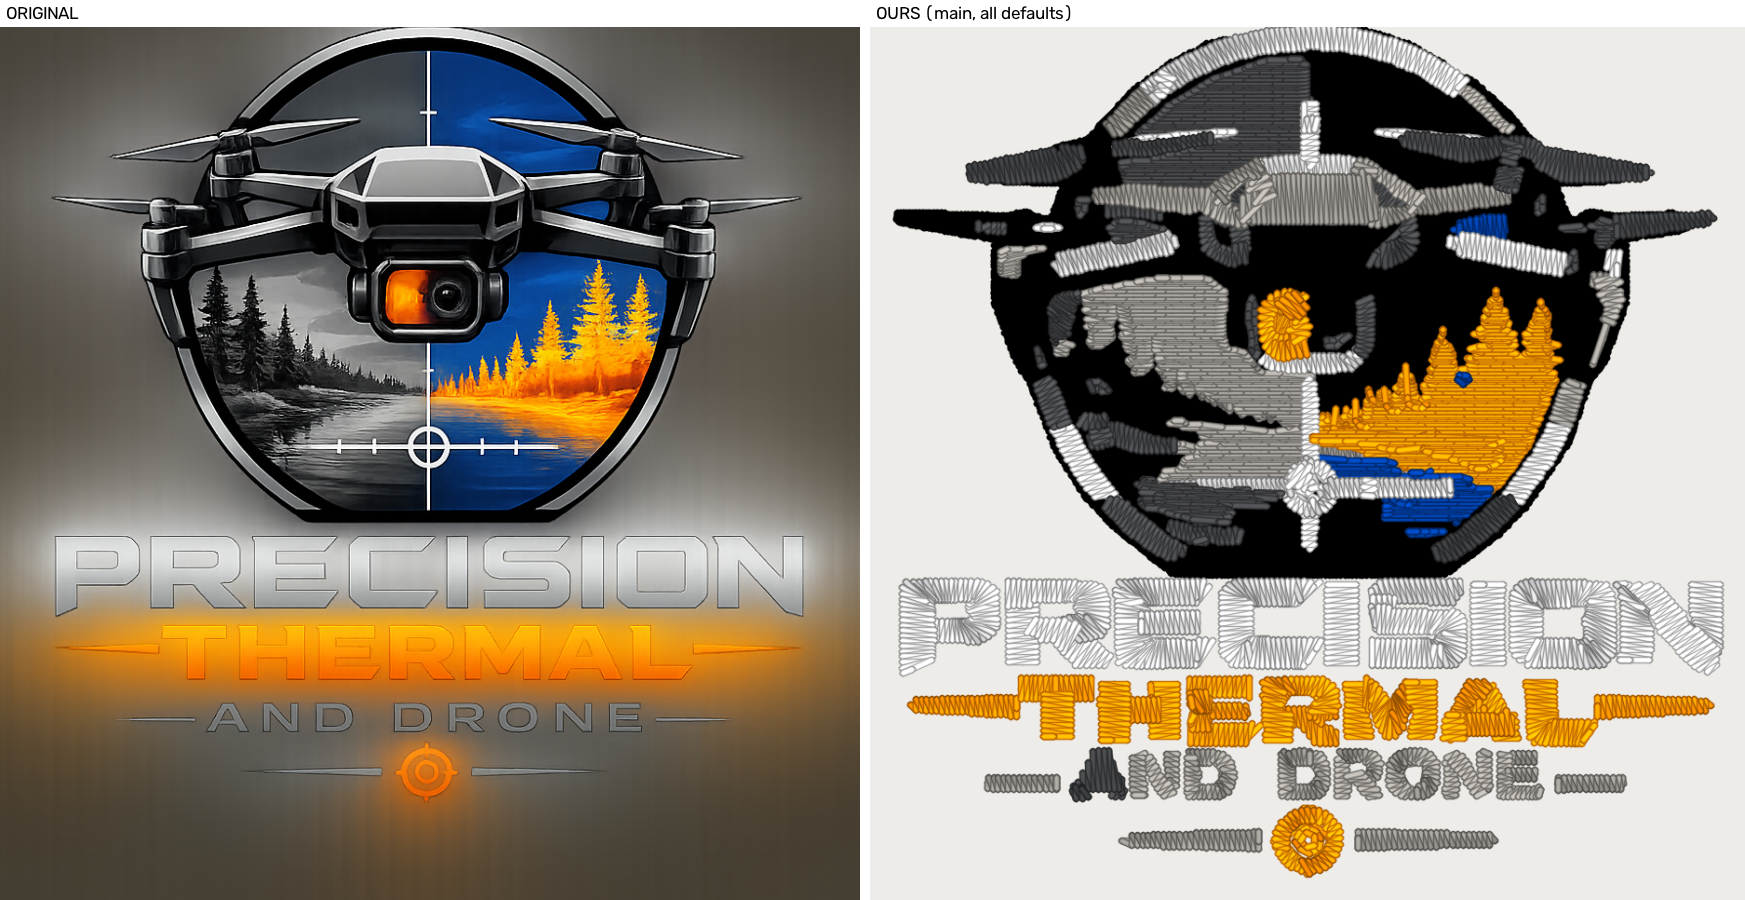 ORIGINAL
OURS (main, all defaults)
PRECISION
THERMAL
AND DRONE
PRECISION
THERMAL
AND DRONE